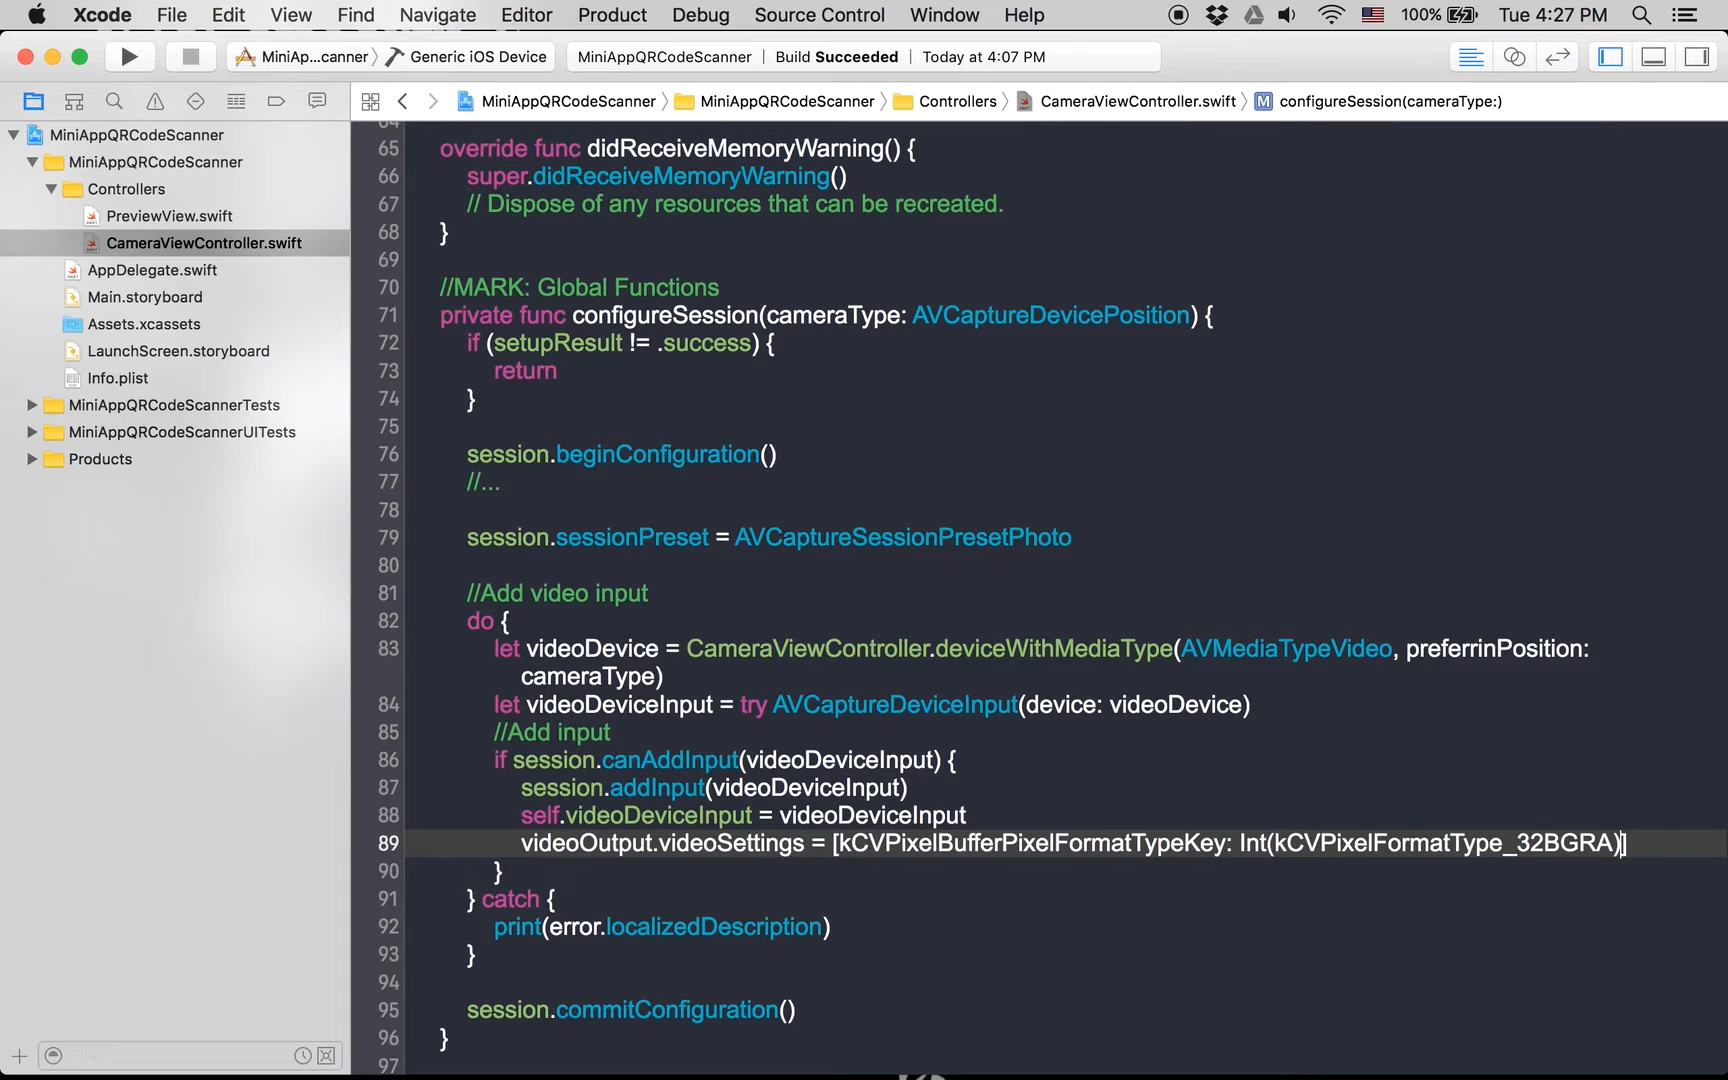 Xcode File Edit View Find Navigate Editor Product Debug Source Control Window Help 100% Tue 4:27 PM
MiniAp...canner Generic iOS Device MiniAppQRCodeScanner Build Succeeded Today at 4:07 PM
MiniAppQRCodeScanner MiniAppQRCodeScanner Controllers CameraViewController.swift M configureSession(cameraType:)
MiniAppQRCodeScanner
MiniAppQRCodeScanner
Controllers
PreviewView.swift
CameraViewController.swift
AppDelegate.swift
Main.storyboard
Assets.xcassets
LaunchScreen.storyboard
Info.plist
MiniAppQRCodeScannerTests
MiniAppQRCodeScannerUITests
Products
Filter
64
65 override func didReceiveMemoryWarning() {
66 super.didReceiveMemoryWarning()
67 // Dispose of any resources that can be recreated.
68 }
69
70 //MARK: Global Functions
71 private func configureSession(cameraType: AVCaptureDevicePosition) {
72 if (setupResult != .success) {
73 return
74 }
75
76 session.beginConfiguration()
77 //...
78
79 session.sessionPreset = AVCaptureSessionPresetPhoto
80
81 //Add video input
82 do {
83 let videoDevice = CameraViewController.deviceWithMediaType(AVMediaTypeVideo, preferrinPosition:
cameraType)
84 let videoDeviceInput = try AVCaptureDeviceInput(device: videoDevice)
85 //Add input
86 if session.canAddInput(videoDeviceInput) {
87 session.addInput(videoDeviceInput)
88 self.videoDeviceInput = videoDeviceInput
89 videoOutput.videoSettings = [kCVPixelBufferPixelFormatTypeKey: Int(kCVPixelFormatType_32BGRA)]
90 }
91 } catch {
92 print(error.localizedDescription)
93 }
94
95 session.commitConfiguration()
96 }
97